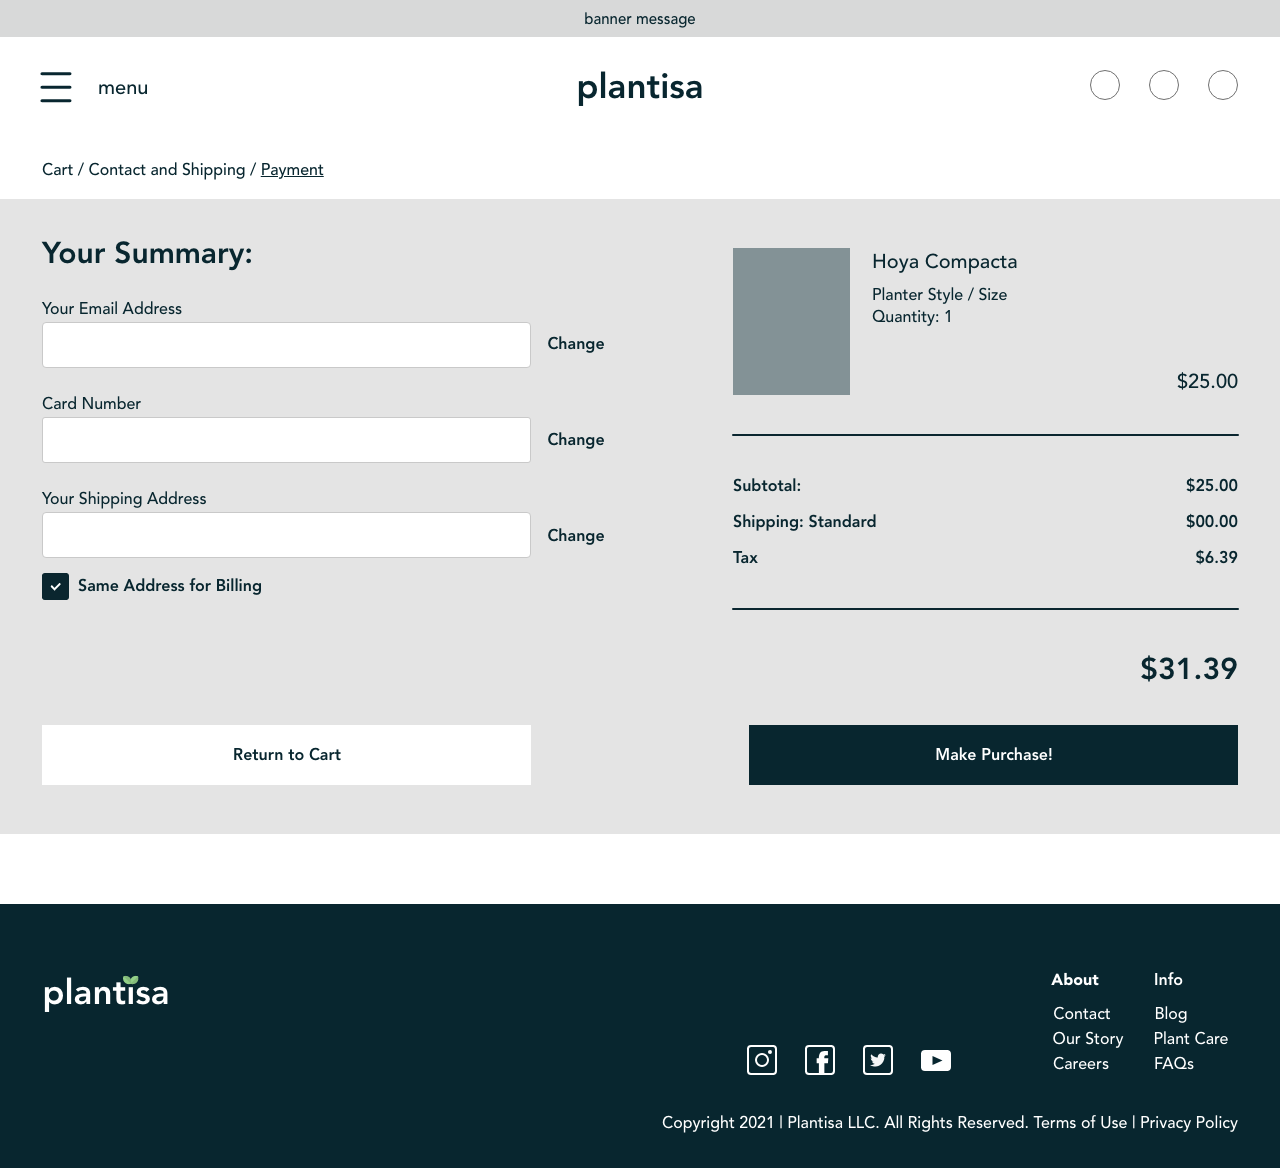 banner message
menu
plantisa
Cart / Contact and Shipping / Payment
Your Summary:
Your Email Address
Change
Card Number
Change
Your Shipping Address
Change
Same Address for Billing
Return to Cart
Hoya Compacta
Planter Style / Size
Quantity: 1
$25.00
Subtotal: $25.00
Shipping: Standard $00.00
Tax $6.39
$31.39
Make Purchase!
plantisa
About
Contact
Our Story
Careers
Info
Blog
Plant Care
FAQs
Copyright 2021 | Plantisa LLC. All Rights Reserved. Terms of Use | Privacy Policy